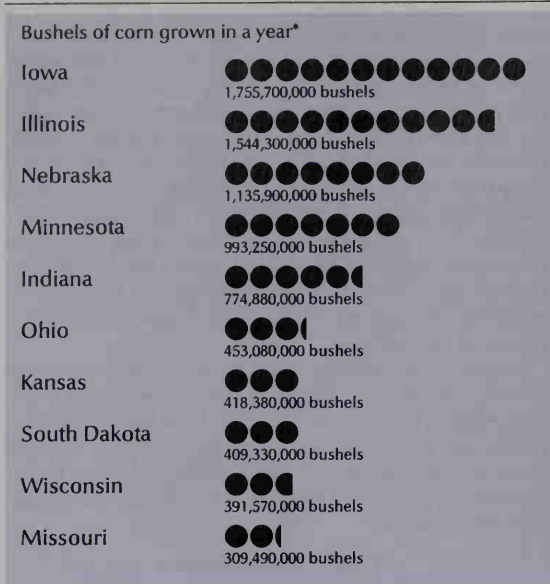 Bushels of corn grown in a year*
Iowa
1,755,700,000 bushels
Illinois
1,544,300,000 bushels
Nebraska
1,135,900,000 bushels
Minnesota
993,250,000 bushels
Indiana
774,880,000 bushels
Ohio
453,080,000 bushels
Kansas
418,380,000 bushels
South Dakota
409,330,000 bushels
Wisconsin
391,570,000 bushels
Missouri
309,490,000 bushels